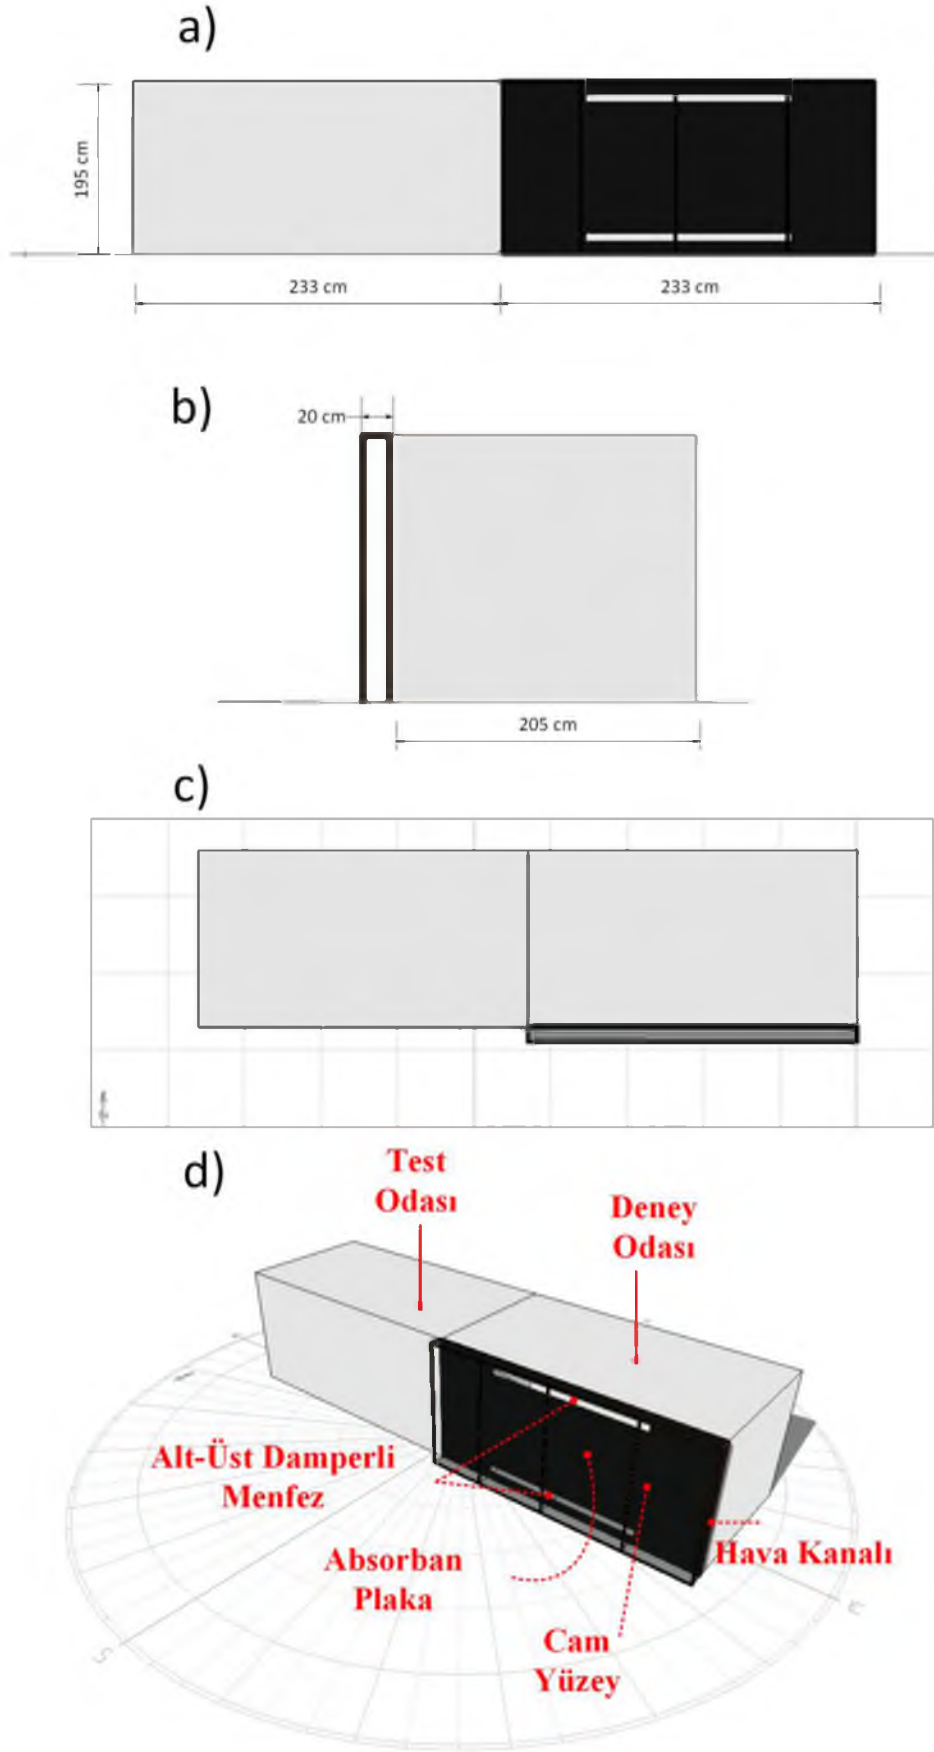 a)
195 cm
233 cm
233 cm
b)
20 cm
205 cm
c)
d)
Test
Odası
Deney
Odası
Alt-Üst Damperli
Menfez
Absorban
Plaka
Hava Kanalı
Cam
Yüzey
S